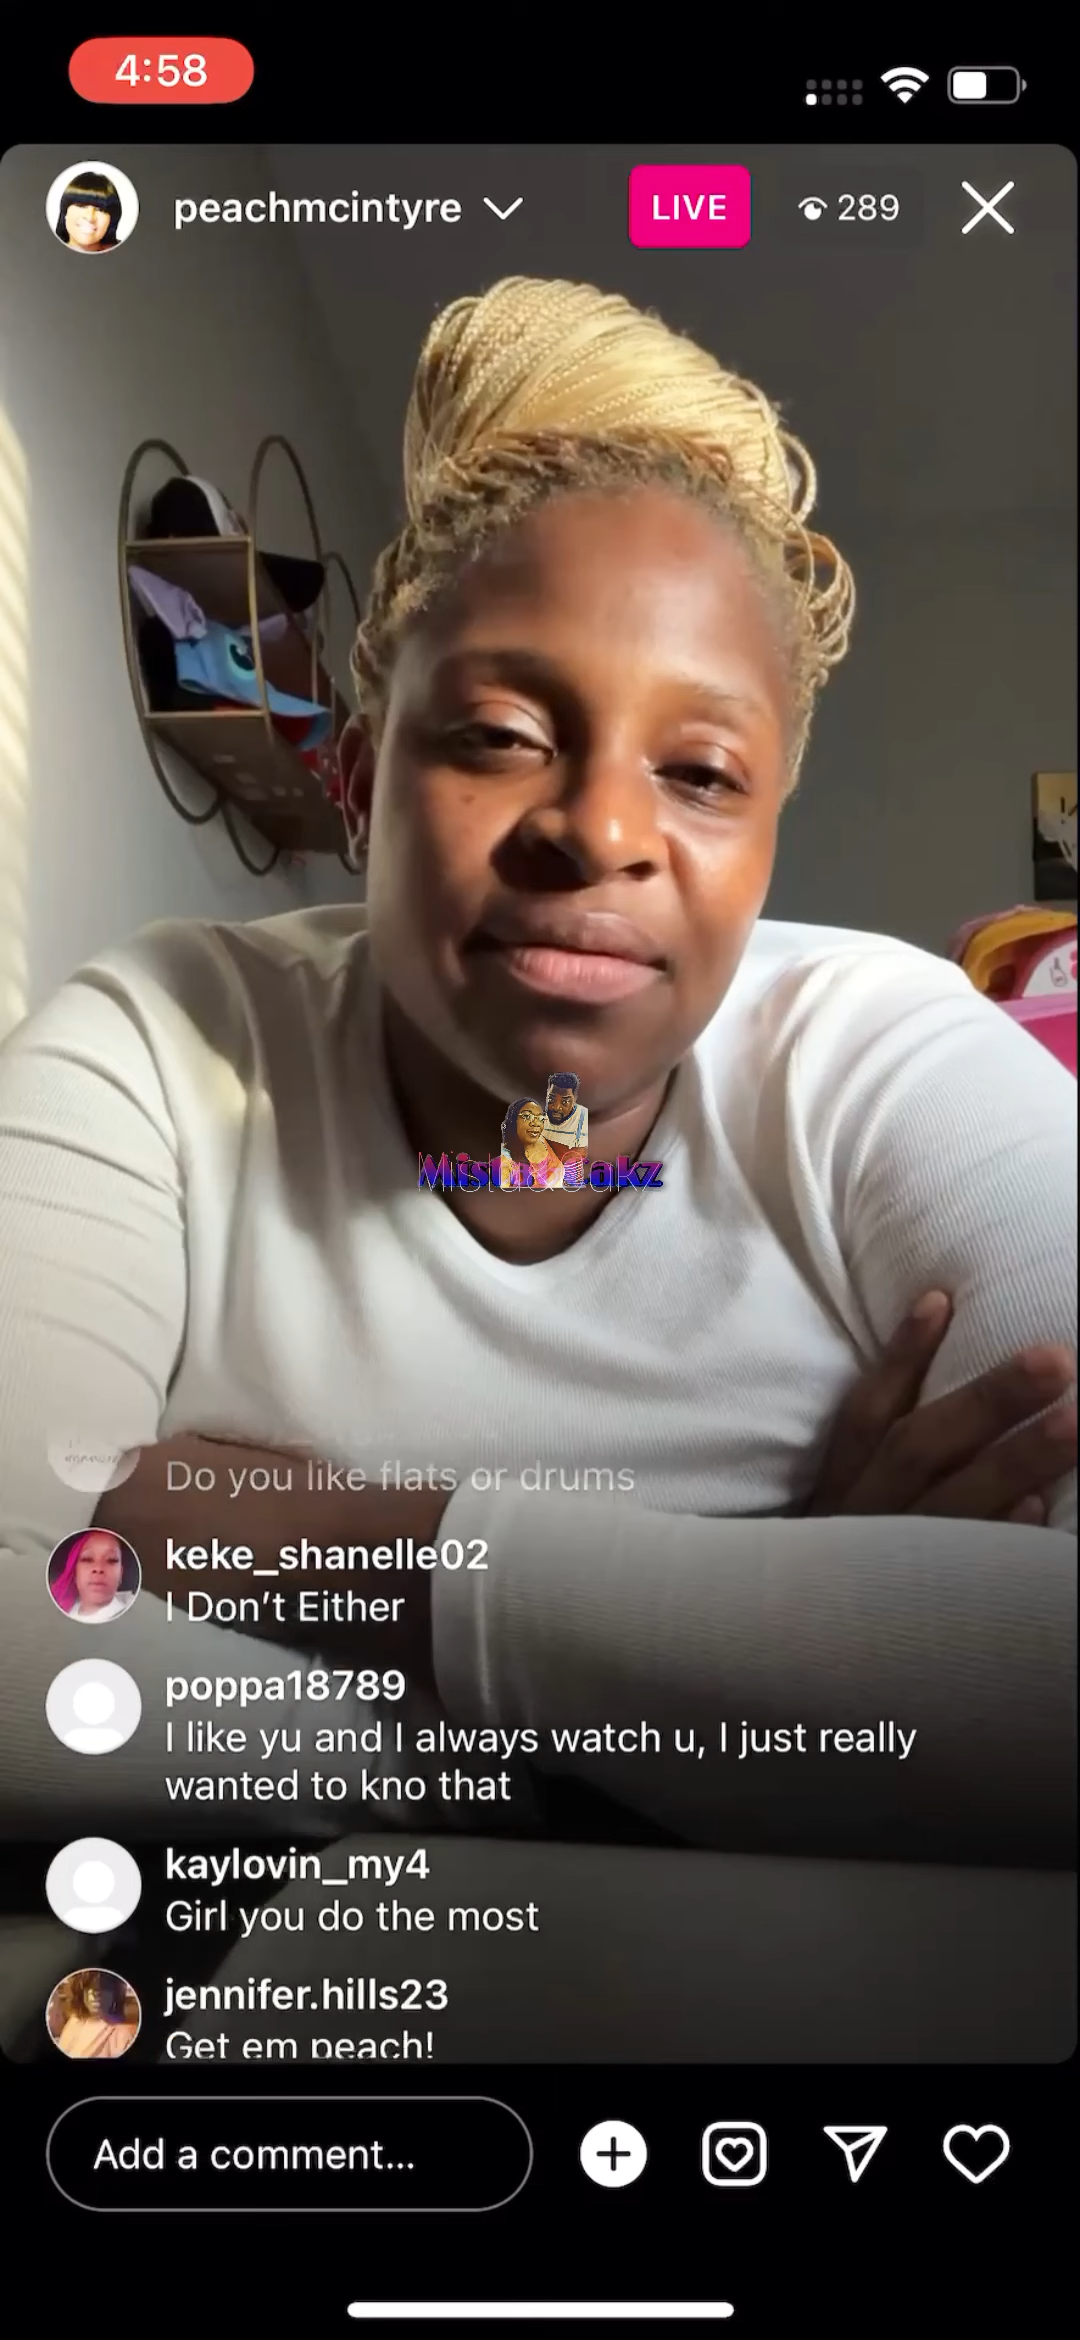 4:58
peachmcintyre
LIVE
289
Do you like flats or drums
keke_shanelle02
I Don’t Either
poppa18789
I like yu and I always watch u, I just really
wanted to kno that
kaylovin_my4
Girl you do the most
jennifer.hills23
Get em peach!
Add a comment...